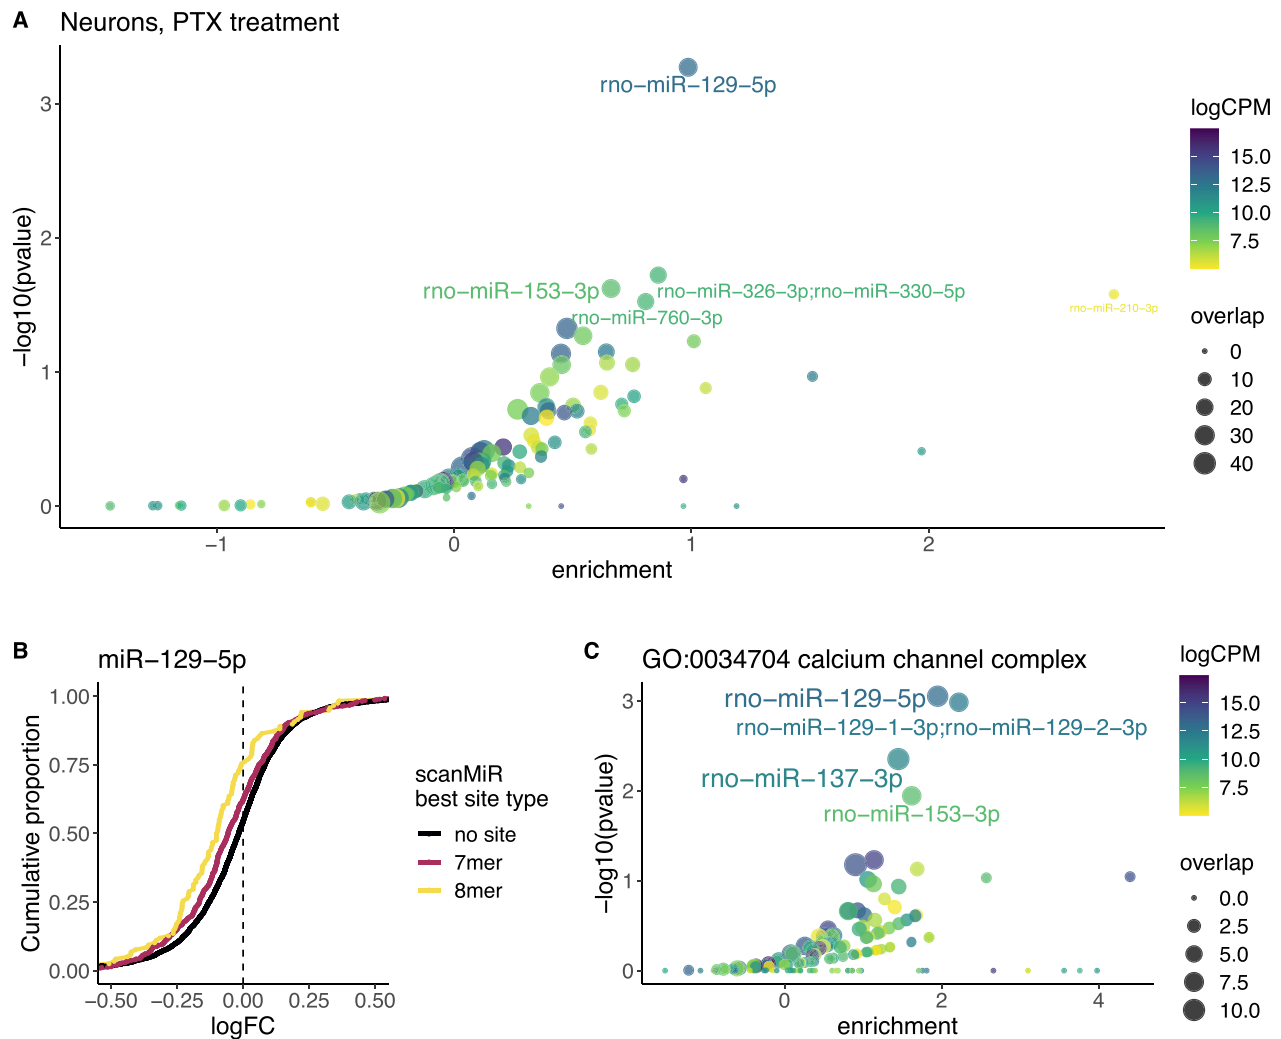 A Neurons, PTX treatment
−log10(pvalue)
3
2
1
0
rno−miR−129−5p
rno−miR−153−3p
rno−miR−326−3p;rno−miR−330−5p
rno−miR−760−3p
rno−miR−210−3p
−1 0 1 2
enrichment
logCPM
15.0
12.5
10.0
7.5
overlap
0
10
20
30
40
B miR−129−5p
Cumulative proportion
1.00
0.75
0.50
0.25
0.00
−0.50 −0.25 0.00 0.25 0.50
logFC
scanMiR
best site type
no site
7mer
8mer
C GO:0034704 calcium channel complex
−log10(pvalue)
3
2
1
0
rno−miR−129−5p
rno−miR−129−1−3p;rno−miR−129−2−3p
rno−miR−137−3p
rno−miR−153−3p
0 2 4
enrichment
logCPM
15.0
12.5
10.0
7.5
overlap
0.0
2.5
5.0
7.5
10.0